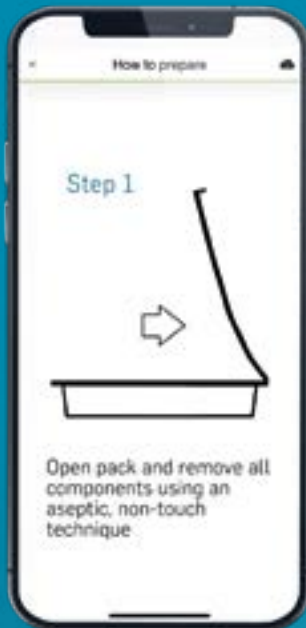 How to prepare
Step 1
Open pack and remove all
components using an
aseptic, non-touch
technique